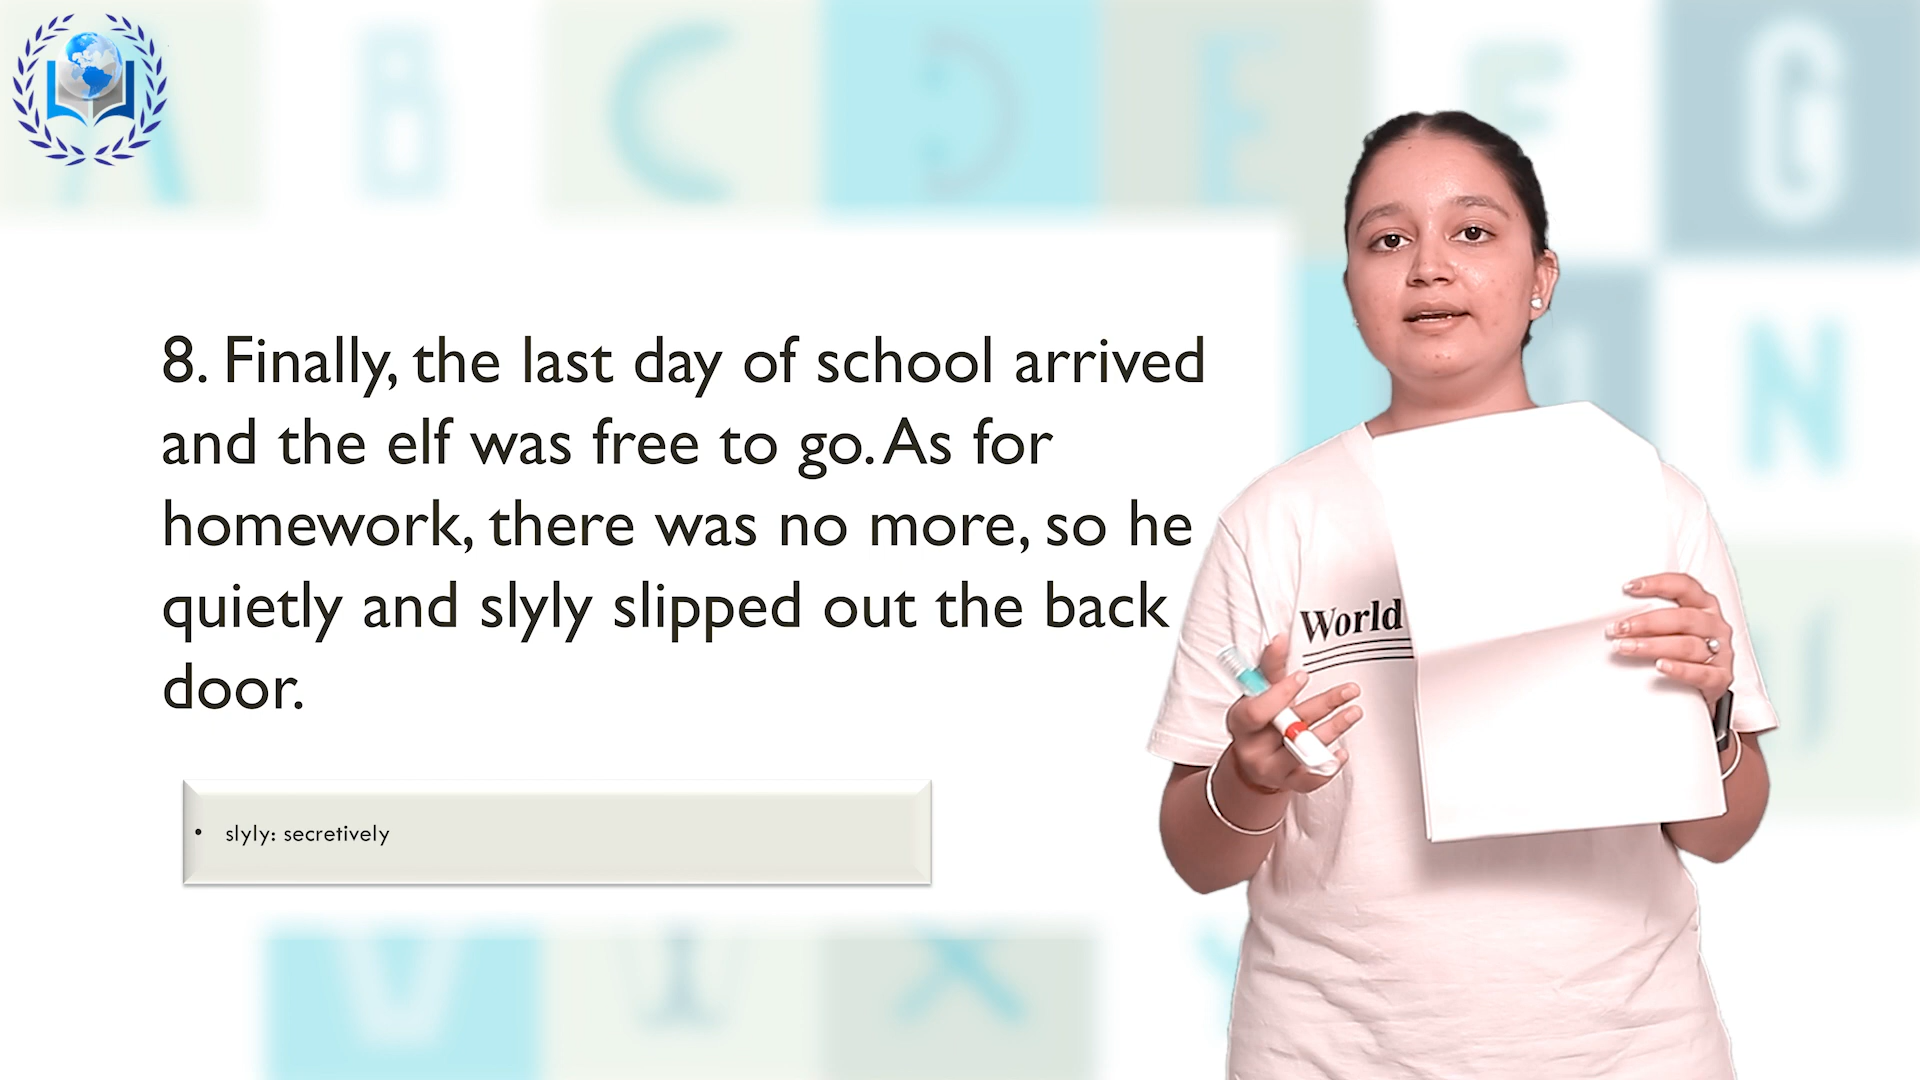 8. Finally, the last day of school arrived
and the elf was free to go. As for
homework, there was no more, so he
quietly and slyly slipped out the back
door.
• slyly: secretively
World
A B C D E F G
N
V X Y